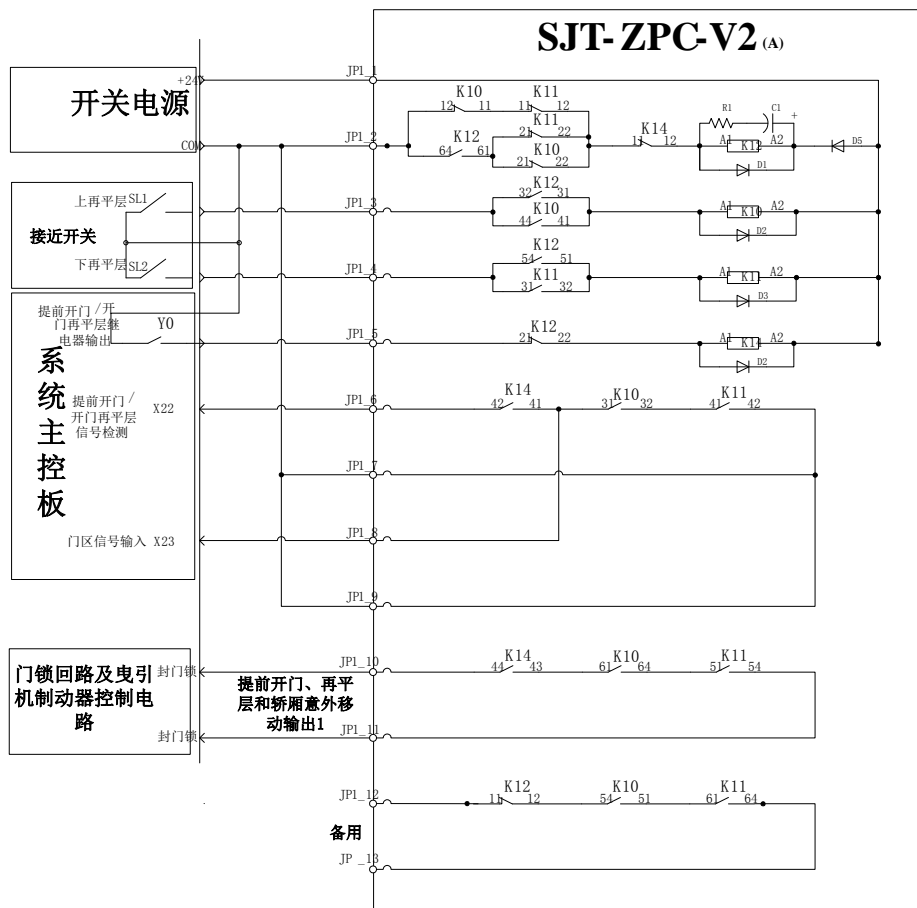 SJT-ZPC-V2 (A)
开关电源
+24V
JP1_1
K10
K11
12
11
11
12
R1
C1
+
CO
JP1_2
K12
64
61
K11
21
22
K10
21
22
K14
11
12
A1
K12
A2
D1
D5
上再平层
SL1
接近开关
下再平层
SL2
JP1_3
K12
32
31
K10
44
41
A1
K10
A2
D2
JP1_4
K12
54
51
K11
31
32
A1
K11
A2
D3
提前开门/开
门再平层继
电器输出
Y0
JP1_5
K12
21
22
A1
K14
A2
D2
系统主控板
提前开门/
开门再平层
信号检测
X22
JP1_6
K14
42
41
K10
31
32
K11
41
42
JP1_7
门区信号输入 X23
JP1_8
JP1_9
门锁回路及曳引
机制动器控制电
路
封门锁
封门锁
提前开门、再平
层和轿厢意外移
动输出1
JP1_10
K14
44
43
K10
61
64
K11
51
54
JP1_11
JP1_12
K12
11
12
K10
54
51
K11
61
64
备用
JP _13